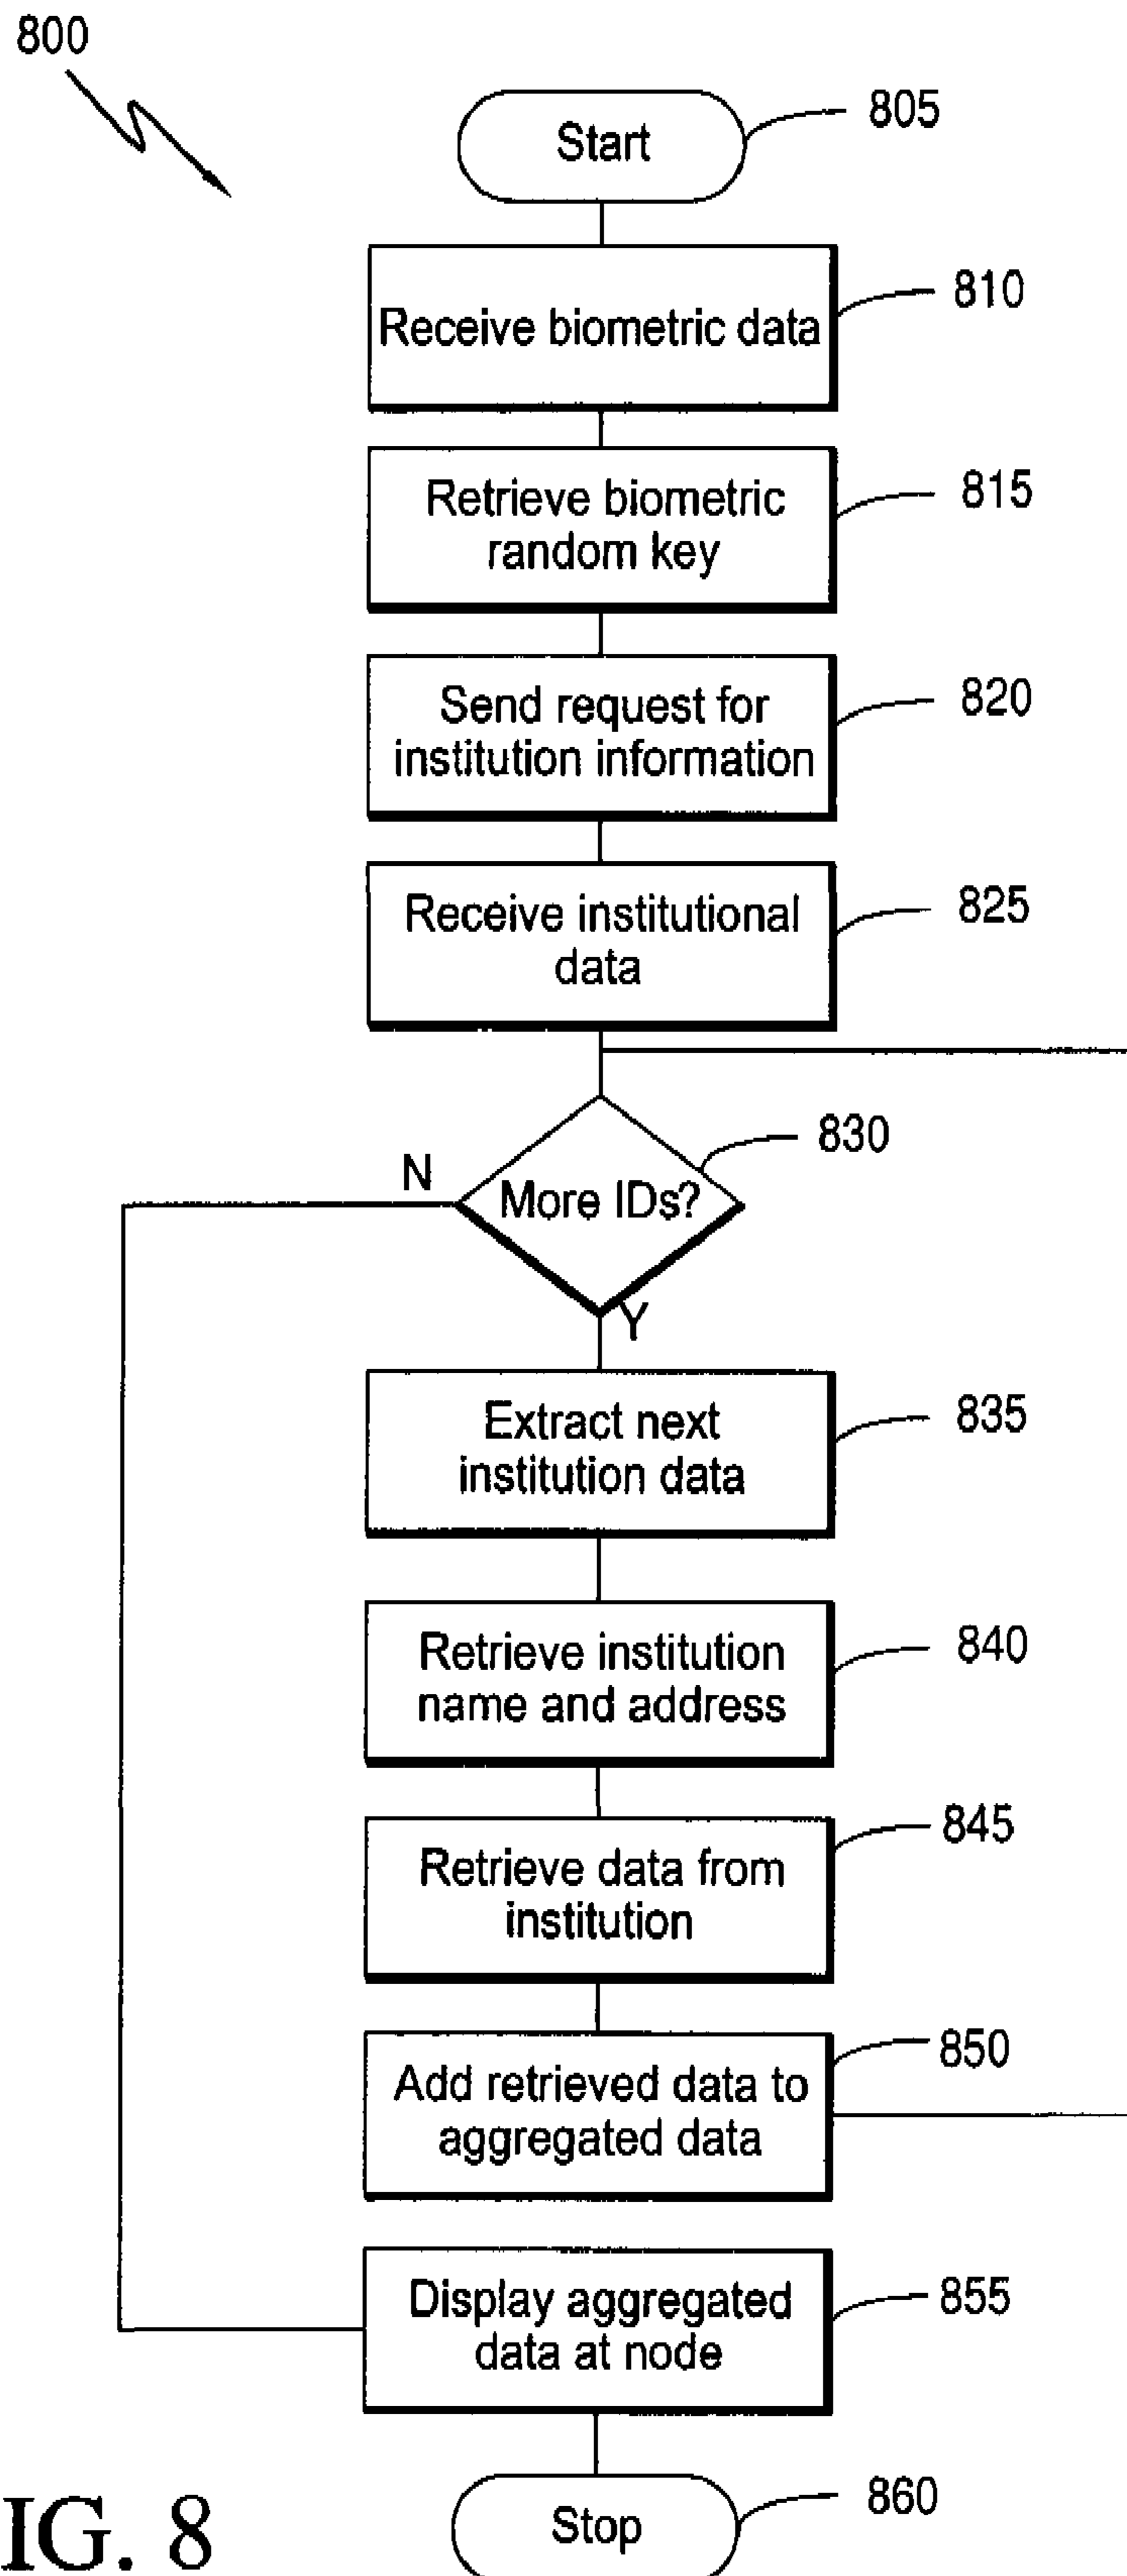 800
Start
805
Receive biometric data
810
Retrieve biometric
random key
815
Send request for
institution information
820
Receive institutional
data
825
More IDs?
830
N
Y
Extract next
institution data
835
Retrieve institution
name and address
840
Retrieve data from
institution
845
Add retrieved data to
aggregated data
850
Display aggregated
data at node
855
Stop
860
IG. 8